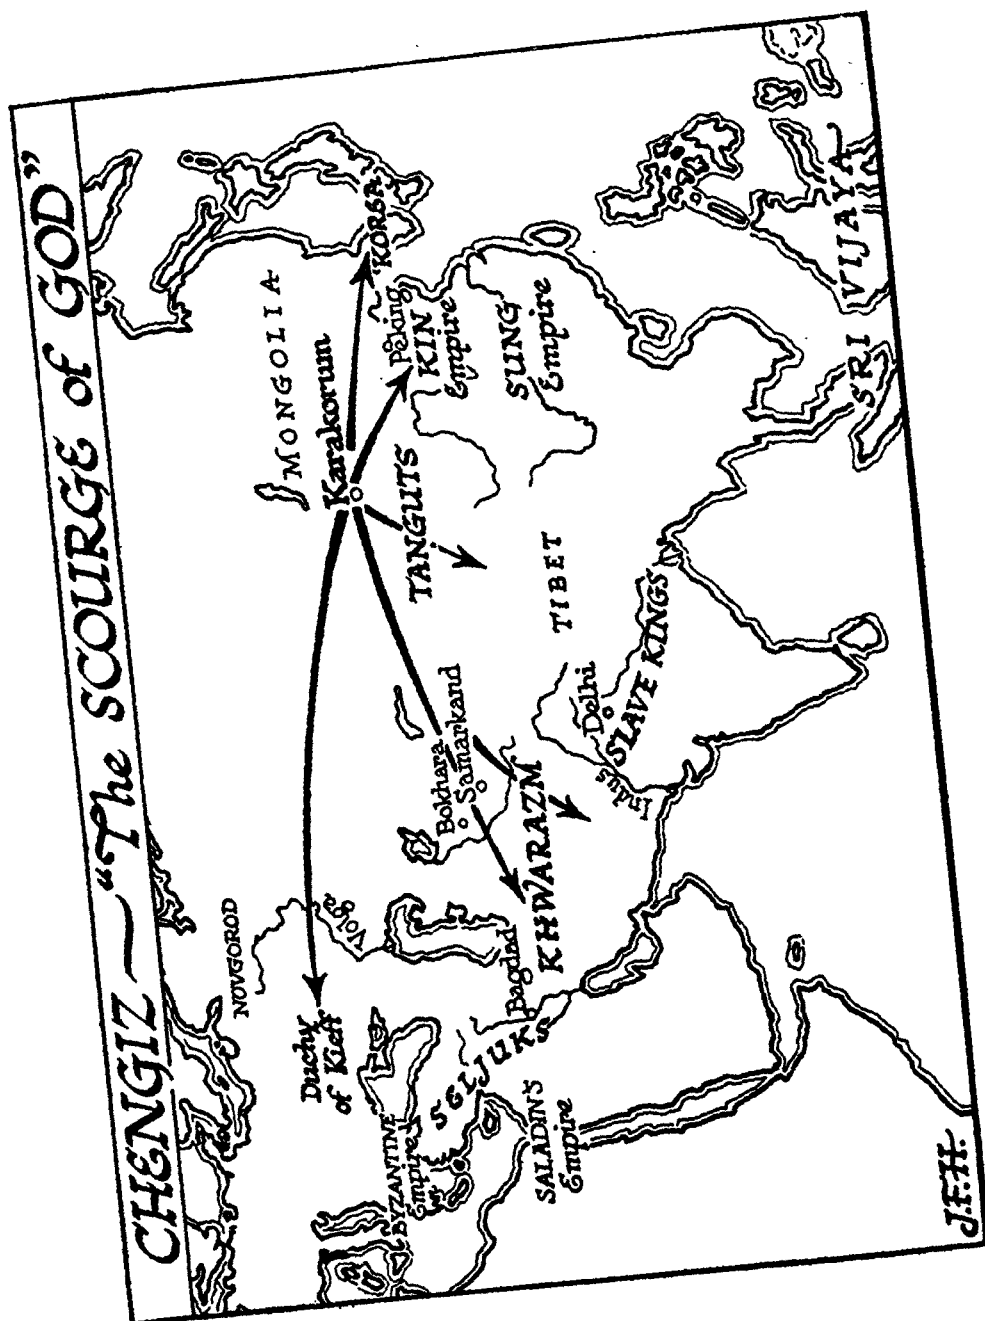 CHENGIZ — "The SCOURGE of GOD"
NOVGOROD
Volga
Duchy
of Kieff
MONGOLIA
Karakorum
KOREA
Peking
KIN
Empire
SUNG
Empire
TANGUTS
TIBET
Bokhara
Samarkand
KHWARAZM
Bagdad
SELJUKS
BYZANTINE
Empire
SALADIN'S
Empire
Indus
Delhi
SLAVE KINGS
SRI VIJAYA
J.F.H.